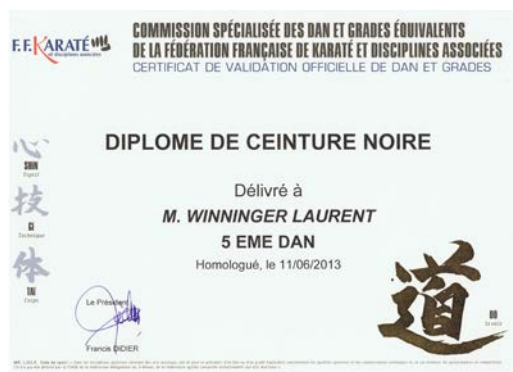 F.F.KARATÉ
et disciplines associées
COMMISSION SPÉCIALISÉE DES DAN ET GRADES ÉQUIVALENTS
DE LA FÉDÉRATION FRANÇAISE DE KARATÉ ET DISCIPLINES ASSOCIÉES
CERTIFICAT DE VALIDATION OFFICIELLE DE DAN ET GRADES
DIPLOME DE CEINTURE NOIRE
心
SHIN
Esprit
Délivré à
M. WINNINGER LAURENT
技
GI
Technique
5 EME DAN
Homologué, le 11/06/2013
体
TAI
Corps
道
DO
Le Président
Francis DIDIER